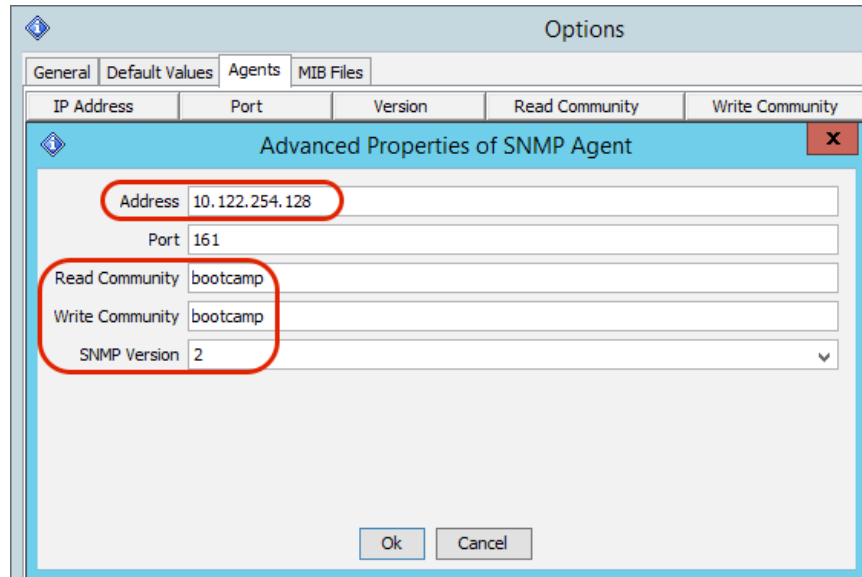 Options
General Default Values Agents MIB Files
IP Address Port Version Read Community Write Community
Advanced Properties of SNMP Agent
x
Address 10.122.254.128
Port 161
Read Community bootcamp
Write Community bootcamp
SNMP Version 2
Ok Cancel